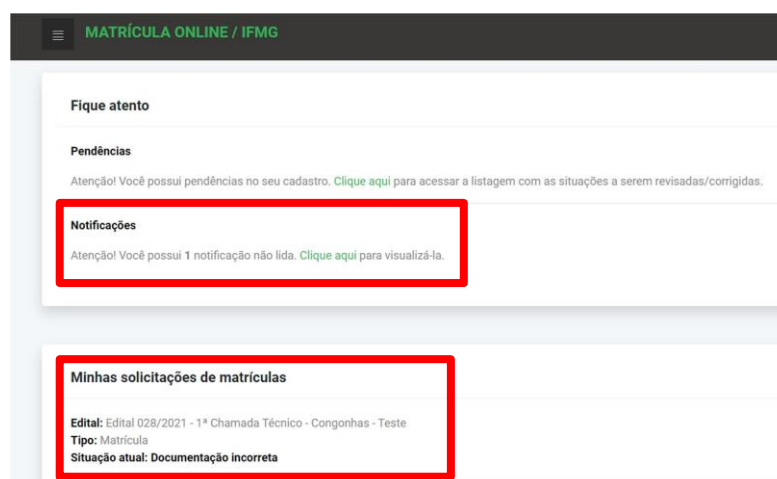 MATRÍCULA ONLINE / IFMG
Fique atento
Pendências
Atenção! Você possui pendências no seu cadastro. Clique aqui para acessar a listagem com as situações a serem revisadas/corrigidas.
Notificações
Atenção! Você possui 1 notificação não lida. Clique aqui para visualizá-la.
Minhas solicitações de matrículas
Edital: Edital 028/2021 - 1ª Chamada Técnico - Congonhas - Teste
Tipo: Matrícula
Situação atual: Documentação incorreta